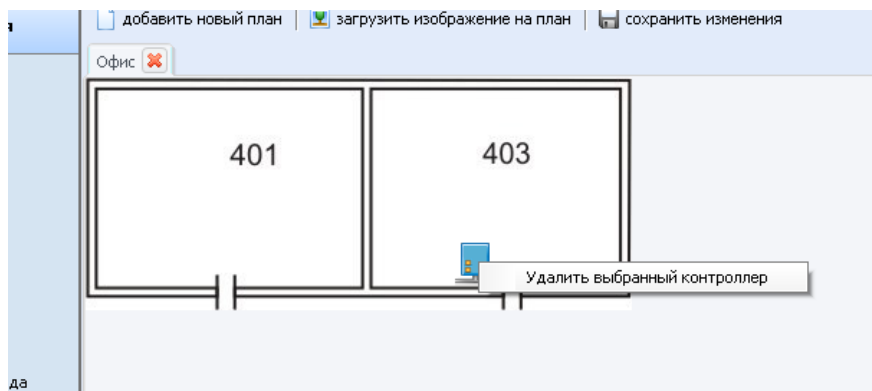 я
добавить новый план
загрузить изображение на план
сохранить изменения
Офис
401
403
Удалить выбранный контроллер
да